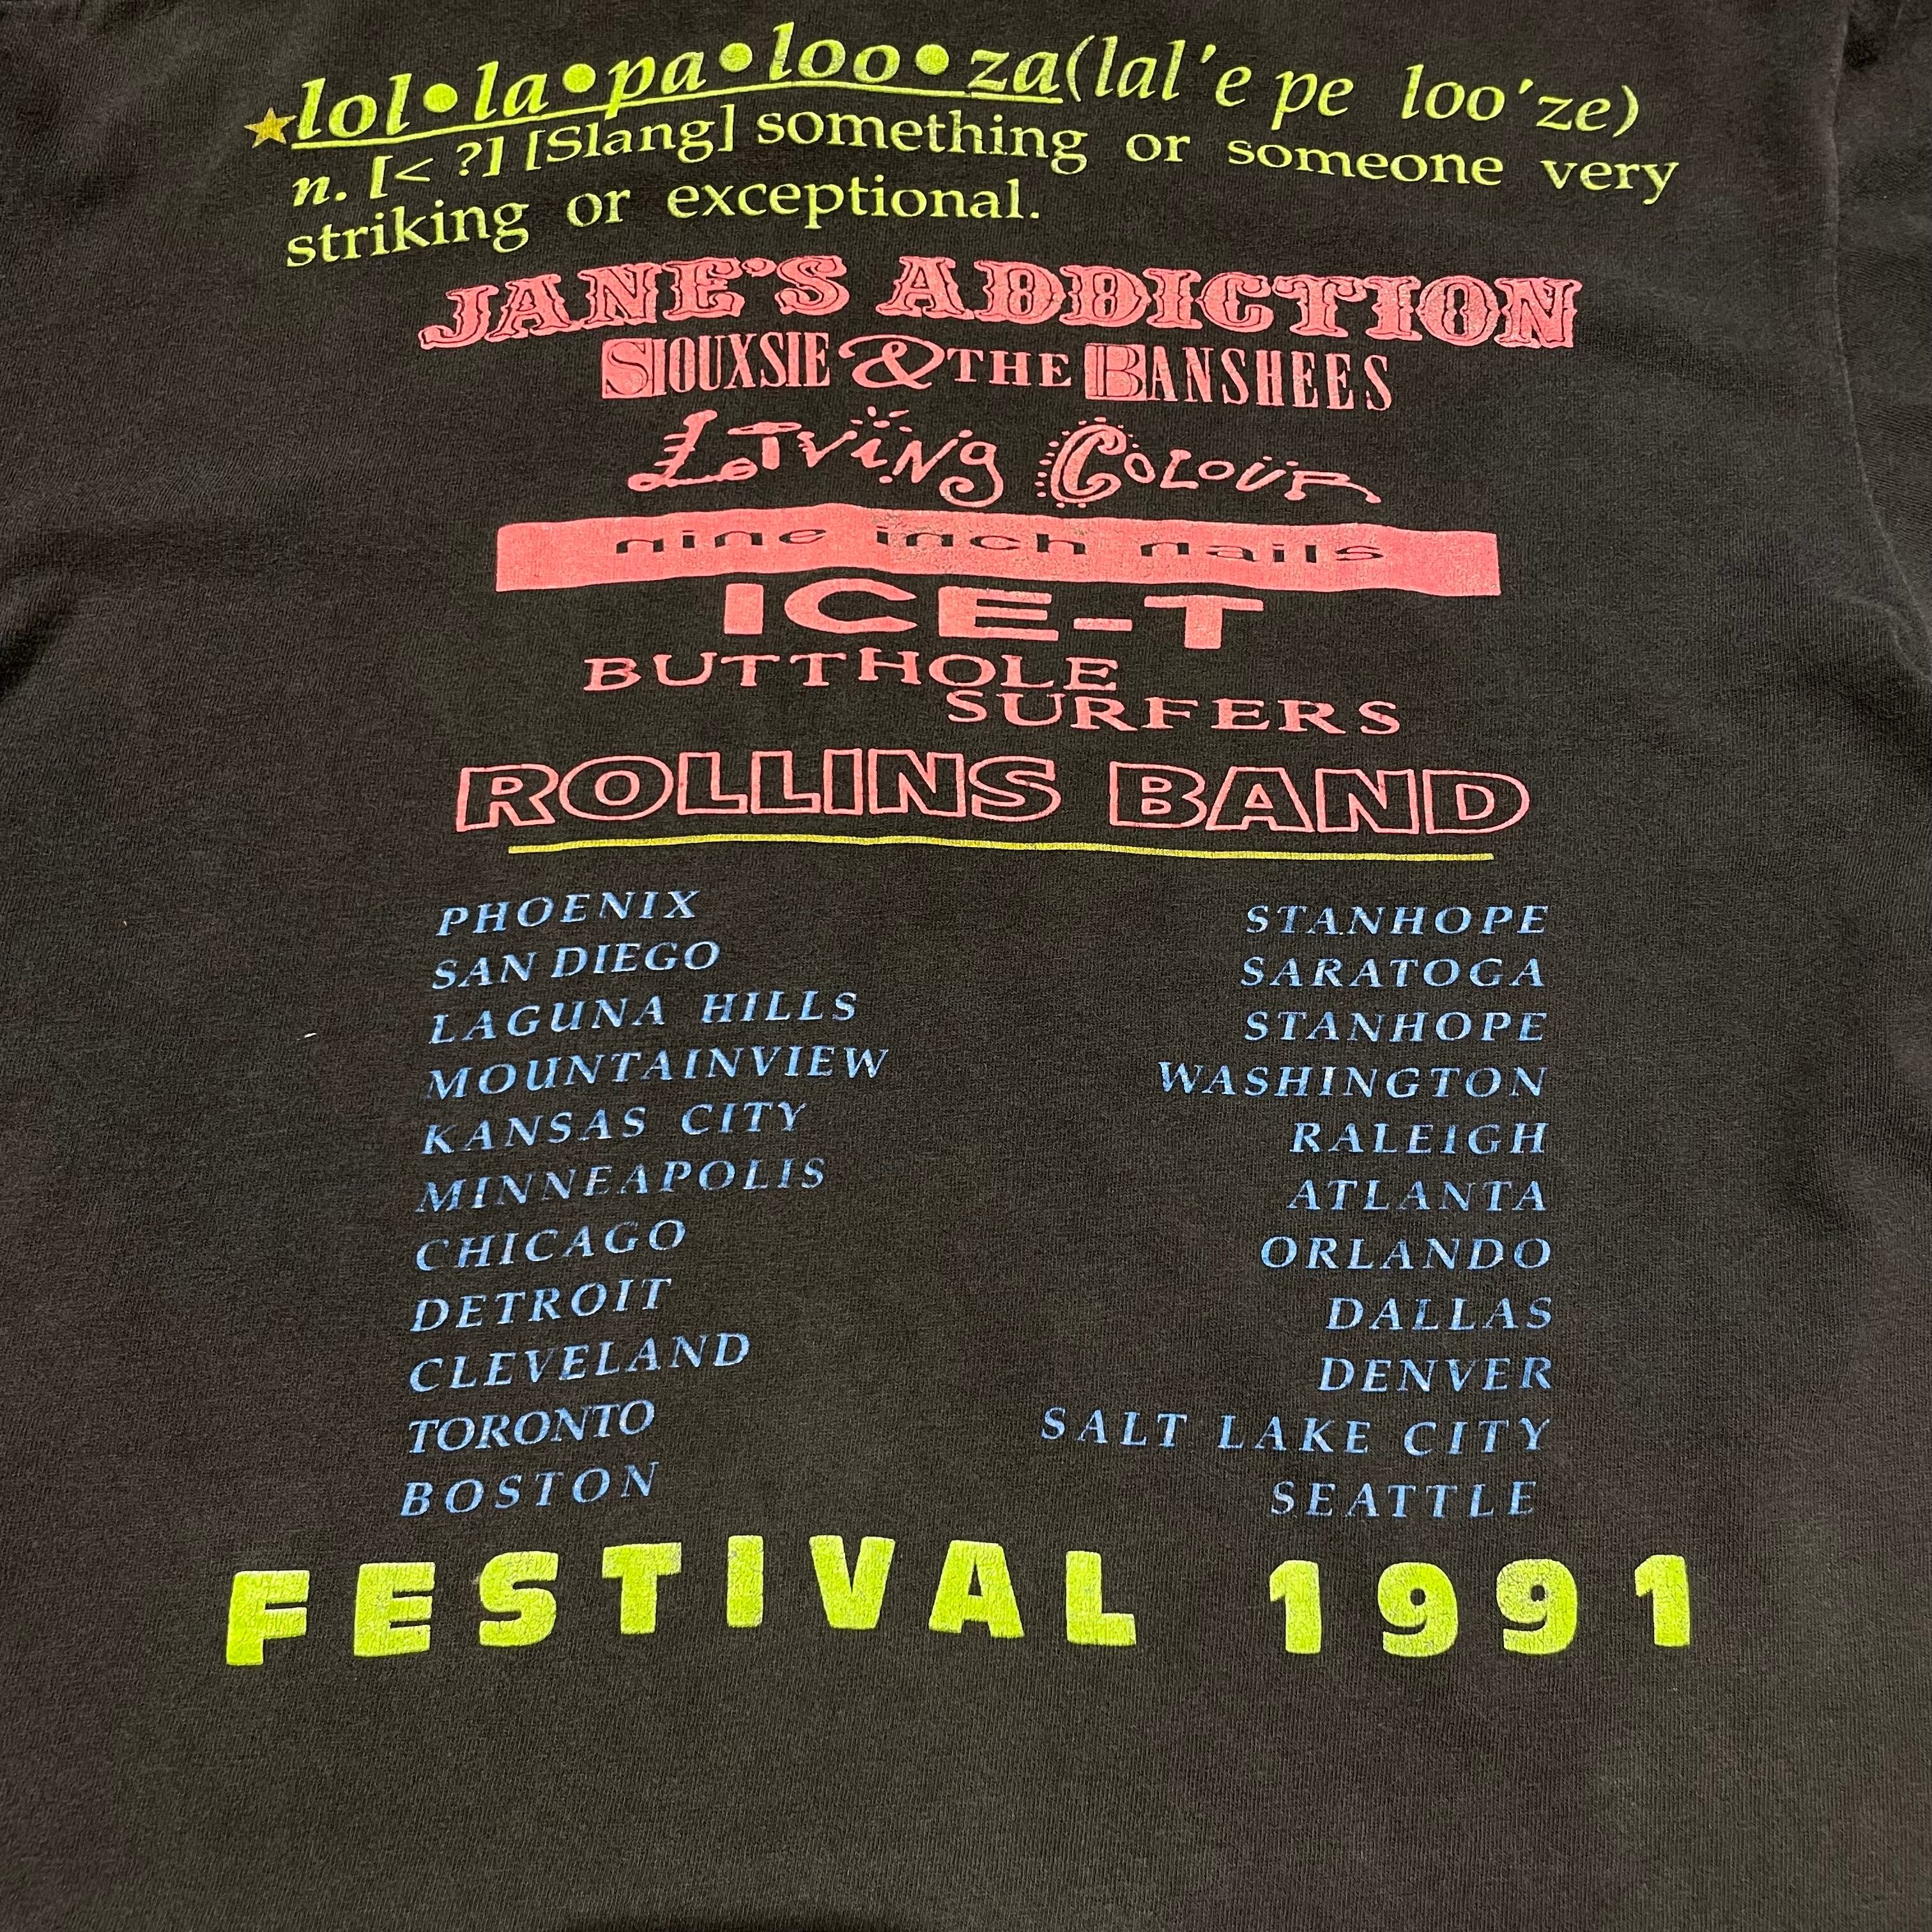 lol•la•pa•loo•za(lal'e pe loo'ze)
n. [< ?] [Slang] something or someone very
striking or exceptional.
JANE'S ADDICTION
SIOUXSIE & THE BANSHEES
LIVING COLOUR
nine inch nails
ICE-T
BUTTHOLE
SURFERS
ROLLINS BAND
PHOENIX
SAN DIEGO
LAGUNA HILLS
MOUNTAINVIEW
KANSAS CITY
MINNEAPOLIS
CHICAGO
DETROIT
CLEVELAND
TORONTO
BOSTON
STANHOPE
SARATOGA
STANHOPE
WASHINGTON
RALEIGH
ATLANTA
ORLANDO
DALLAS
DENVER
SALT LAKE CITY
SEATTLE
FESTIVAL 1991